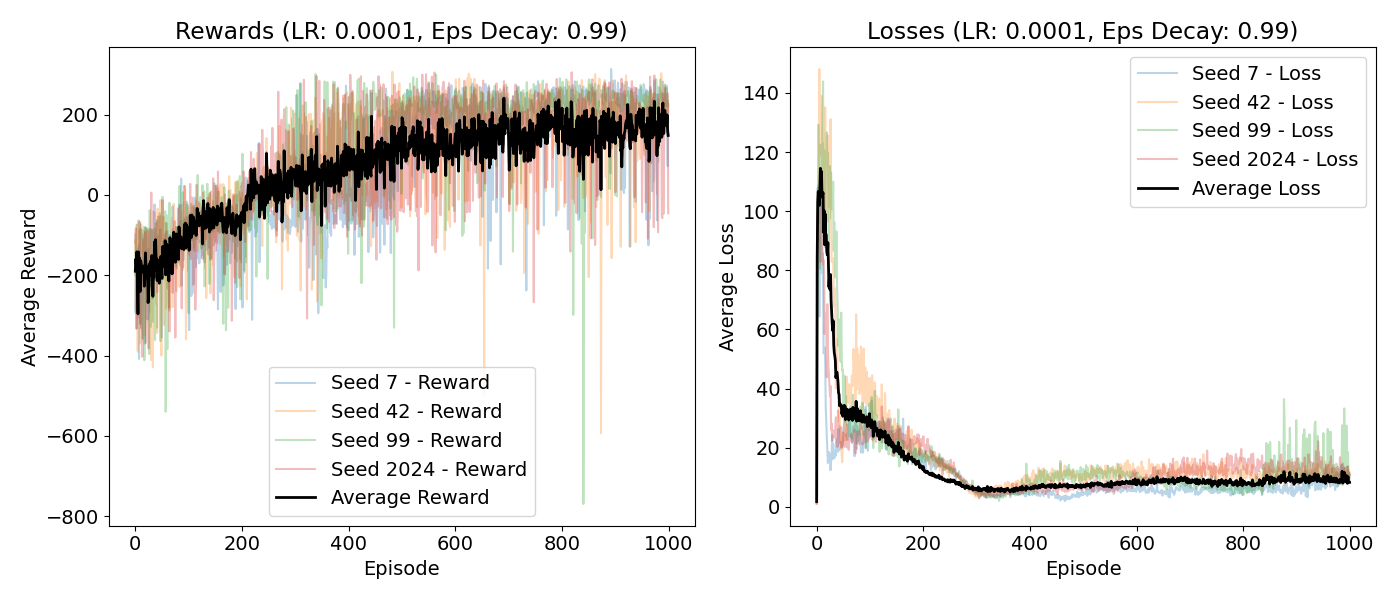 Rewards (LR: 0.0001, Eps Decay: 0.99)
Average Reward
200
0
−200
−400
−600
−800
Seed 7 - Reward
Seed 42 - Reward
Seed 99 - Reward
Seed 2024 - Reward
Average Reward
0
200
400
600
800
1000
Episode
Losses (LR: 0.0001, Eps Decay: 0.99)
Average Loss
140
120
100
80
60
40
20
0
Seed 7 - Loss
Seed 42 - Loss
Seed 99 - Loss
Seed 2024 - Loss
Average Loss
0
200
400
600
800
1000
Episode